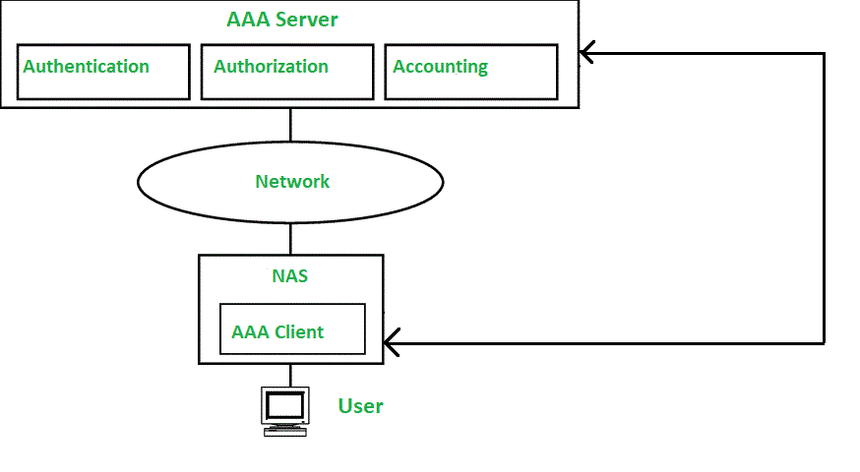 AAA Server
Authentication
Authorization
Accounting
Network
NAS
AAA Client
User